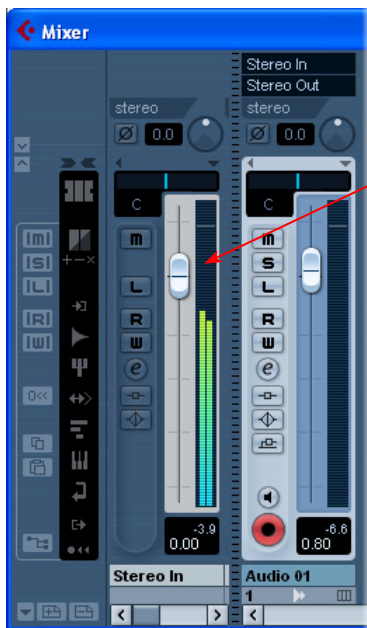 Mixer
Stereo In
Stereo Out
stereo
stereo
0.0
0.0
C
C
m
m
S
L
L
R
R
W
W
e
e
|m|
|S|
|L|
|R|
|W|
0<<
-3.9
0.00
-6.6
0.80
Stereo In
Audio 01
1